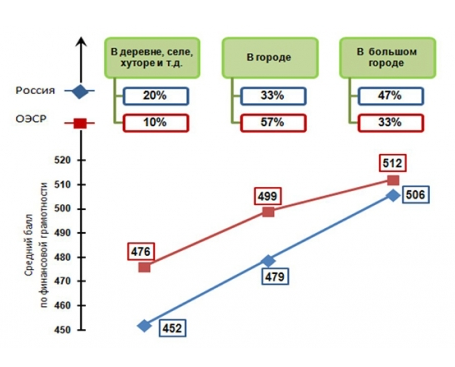 В деревне, селе,
хуторе и т.д.
В городе
В большом
городе
Россия
20%
33%
47%
ОЭСР
10%
57%
33%
Средний балл
по финансовой грамотности
520
510
500
490
480
470
460
450
476
499
512
452
479
506